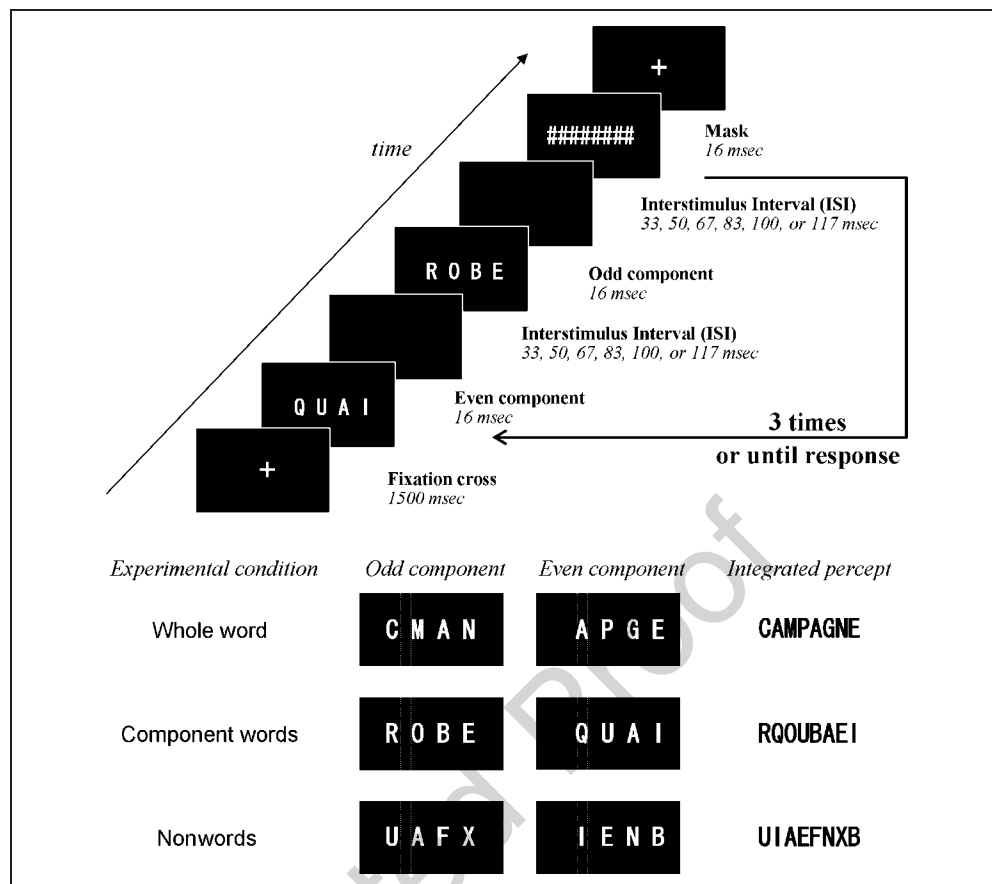 +
########
Mask
16 msec
time
Interstimulus Interval (ISI)
33, 50, 67, 83, 100, or 117 msec
R O B E
Odd component
16 msec
Interstimulus Interval (ISI)
33, 50, 67, 83, 100, or 117 msec
Q U A I
Even component
16 msec
3 times
or until response
+
Fixation cross
1500 msec
Experimental condition Odd component Even component Integrated percept
Whole word C M A N A P G E CAMPAGNE
Component words R O B E Q U A I RQOUBAEI
Nonwords U A F X I E N B UIAEFNXB
Proof